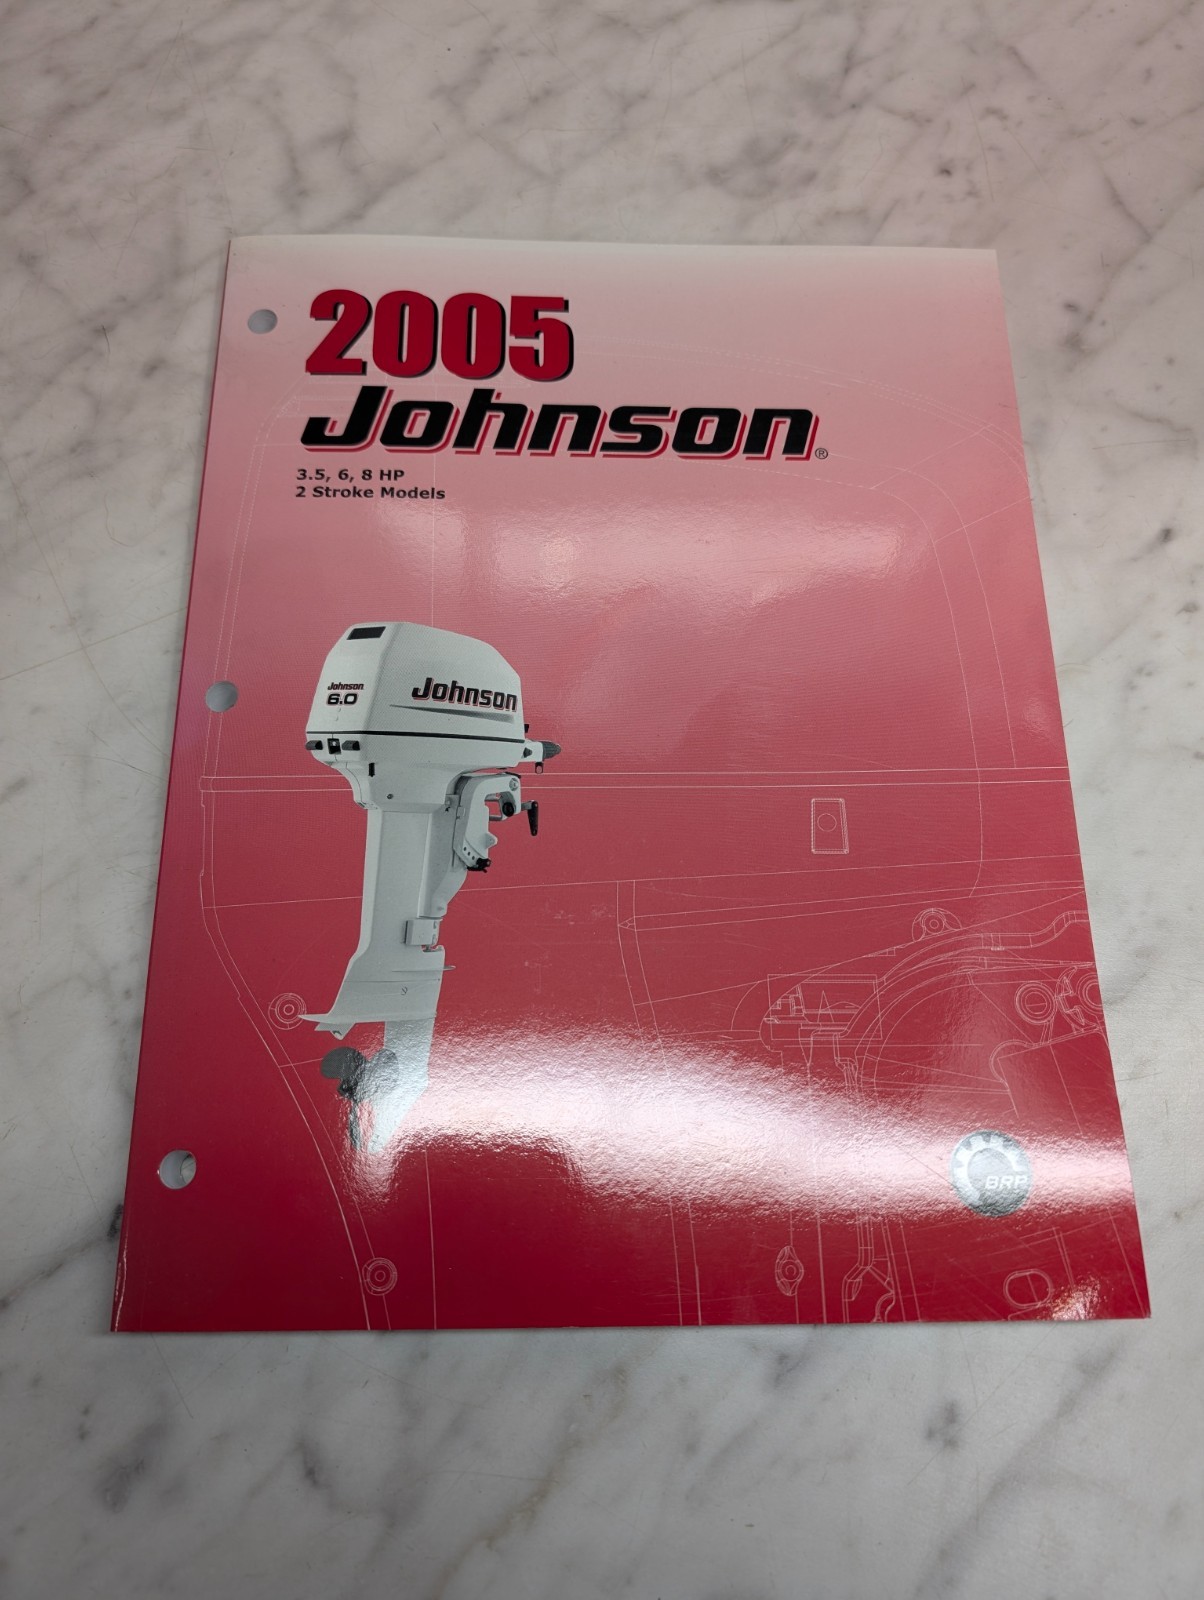 2005
Johnson®
3.5, 6, 8 HP
2 Stroke Models
Johnson
6.0
Johnson
BRP